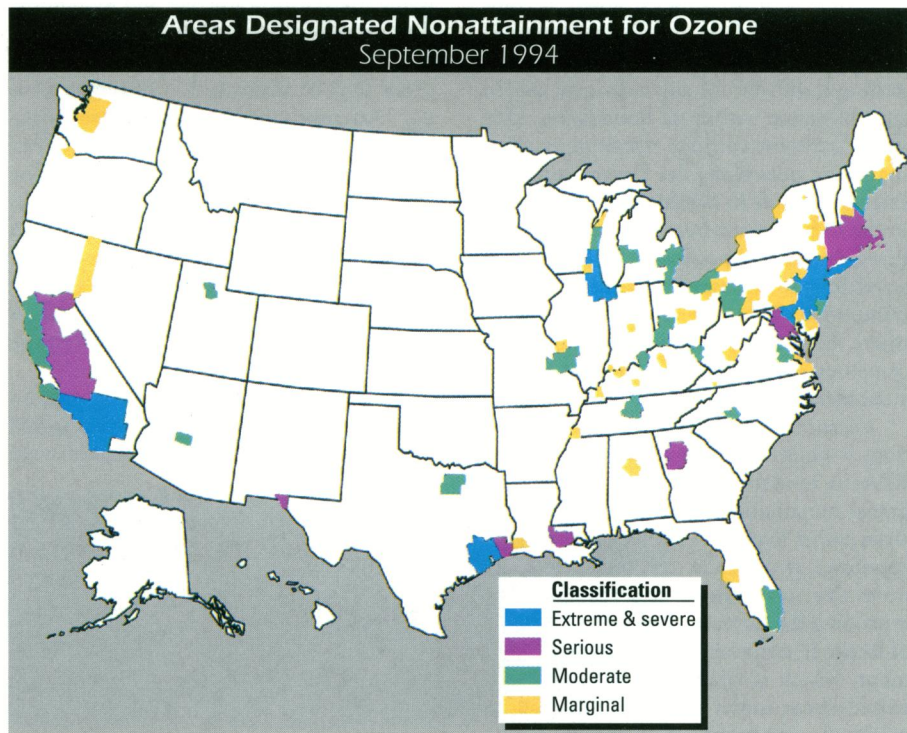 Areas Designated Nonattainment for Ozone
September 1994
Classification
Extreme & severe
Serious
Moderate
Marginal